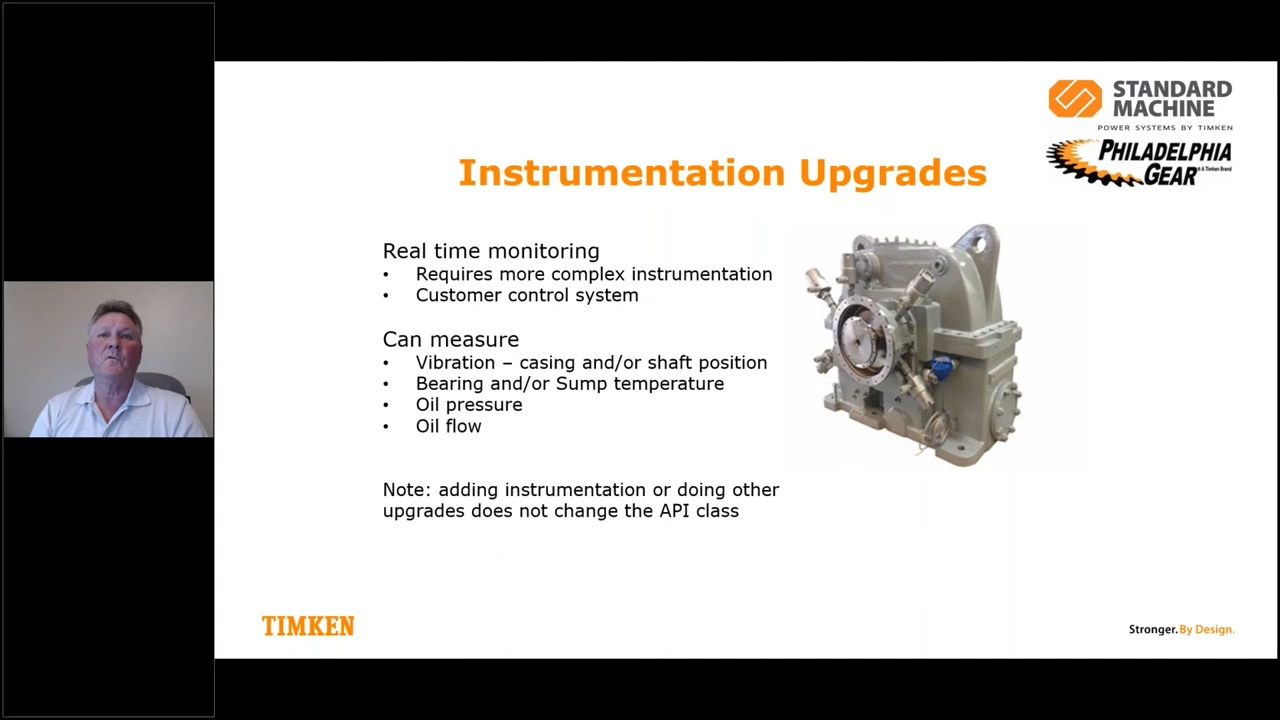 STANDARD
MACHINE
POWER SYSTEMS BY TIMKEN
PHILADELPHIA
GEAR
A Timken Brand
Instrumentation Upgrades
Real time monitoring
• Requires more complex instrumentation
• Customer control system
Can measure
• Vibration – casing and/or shaft position
• Bearing and/or Sump temperature
• Oil pressure
• Oil flow
Note: adding instrumentation or doing other
upgrades does not change the API class
TIMKEN
Stronger. By Design.